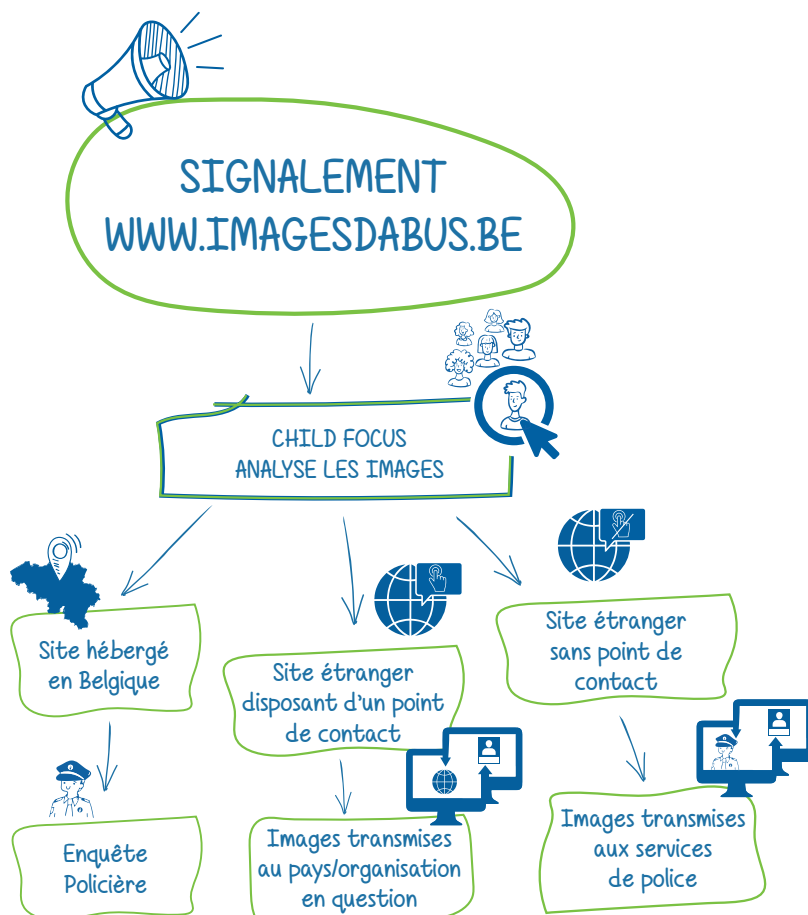 SIGNALEMENT
WWW.IMAGESDABUS.BE
CHILD FOCUS
ANALYSE LES IMAGES
Site hébergé
en Belgique
Site étranger
disposant d'un point
de contact
Site étranger
sans point de
contact
Enquête
Policière
Images transmises
au pays/organisation
en question
Images transmises
aux services
de police